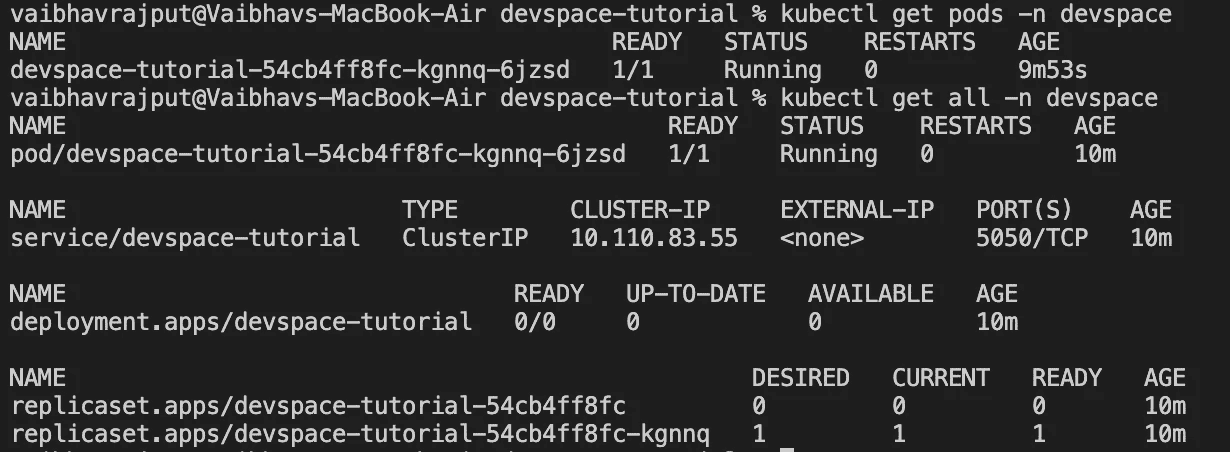 vaibhavrajput@Vaibhavs-MacBook-Air devspace-tutorial % kubectl get pods -n devspace
NAME READY STATUS RESTARTS AGE
devspace-tutorial-54cb4ff8fc-kgnnq-6jzsd 1/1 Running 0 9m53s
vaibhavrajput@Vaibhavs-MacBook-Air devspace-tutorial % kubectl get all -n devspace
NAME READY STATUS RESTARTS AGE
pod/devspace-tutorial-54cb4ff8fc-kgnnq-6jzsd 1/1 Running 0 10m
NAME TYPE CLUSTER-IP EXTERNAL-IP PORT(S) AGE
service/devspace-tutorial ClusterIP 10.110.83.55 <none> 5050/TCP 10m
NAME READY UP-TO-DATE AVAILABLE AGE
deployment.apps/devspace-tutorial 0/0 0 0 10m
NAME DESIRED CURRENT READY AGE
replicaset.apps/devspace-tutorial-54cb4ff8fc 0 0 0 10m
replicaset.apps/devspace-tutorial-54cb4ff8fc-kgnnq 1 1 1 10m